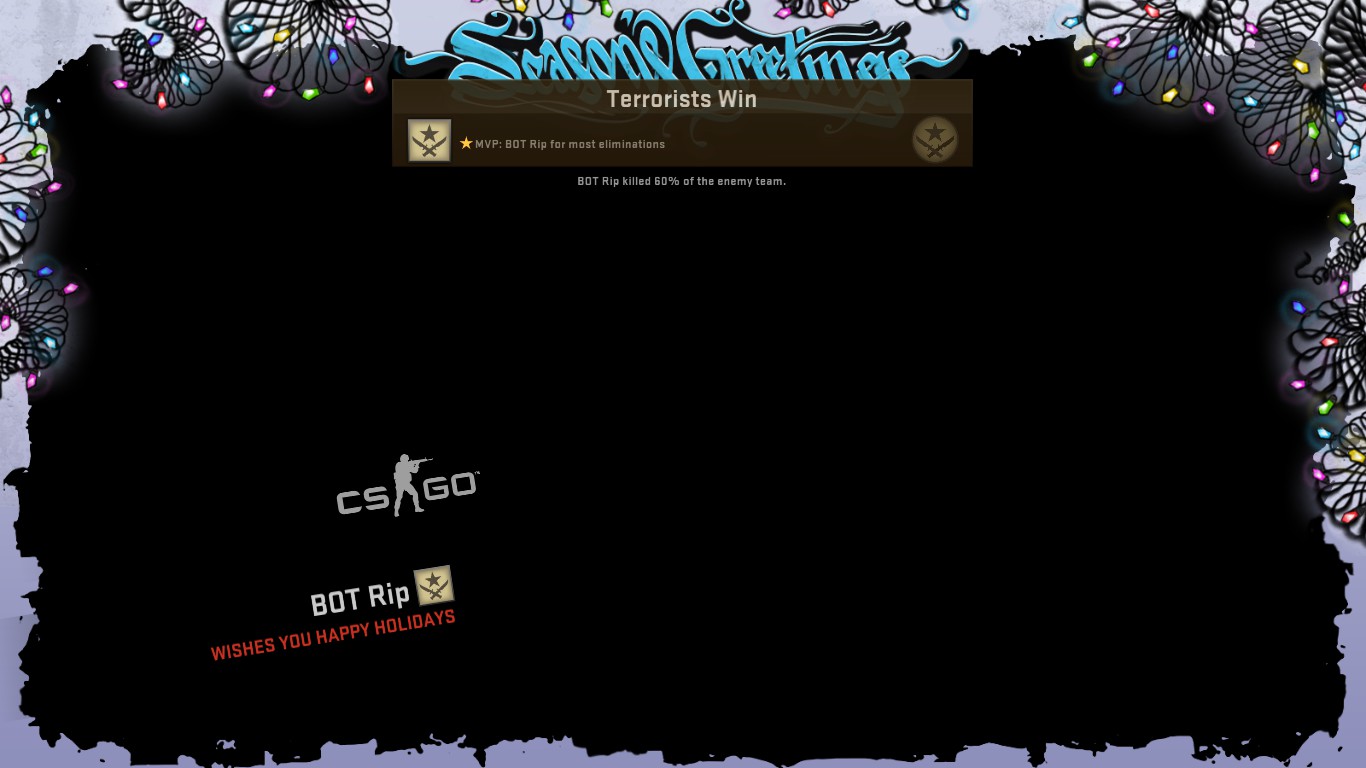 Season's Greetings
Terrorists Win
MVP: BOT Rip for most eliminations
BOT Rip killed 60% of the enemy team.
CS GO™
BOT Rip
WISHES YOU HAPPY HOLIDAYS